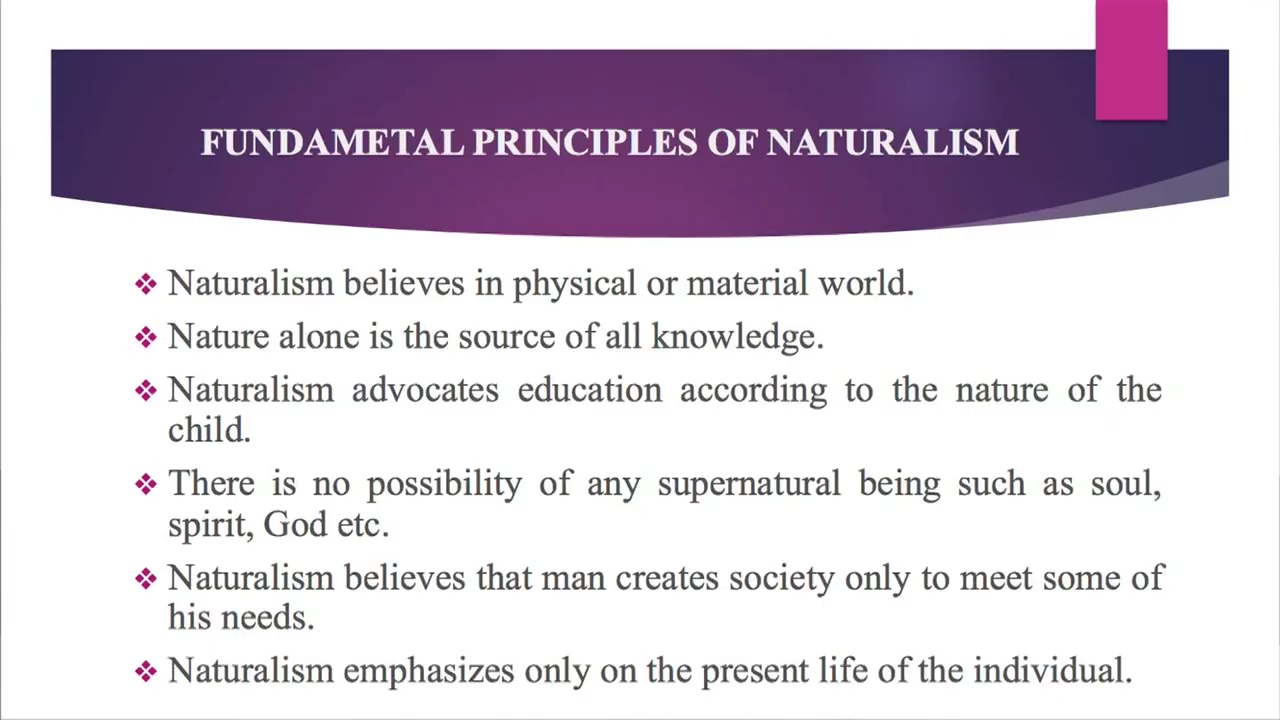 FUNDAMETAL PRINCIPLES OF NATURALISM
❖ Naturalism believes in physical or material world.
❖ Nature alone is the source of all knowledge.
❖ Naturalism advocates education according to the nature of the
child.
❖ There is no possibility of any supernatural being such as soul,
spirit, God etc.
❖ Naturalism believes that man creates society only to meet some of
his needs.
❖ Naturalism emphasizes only on the present life of the individual.